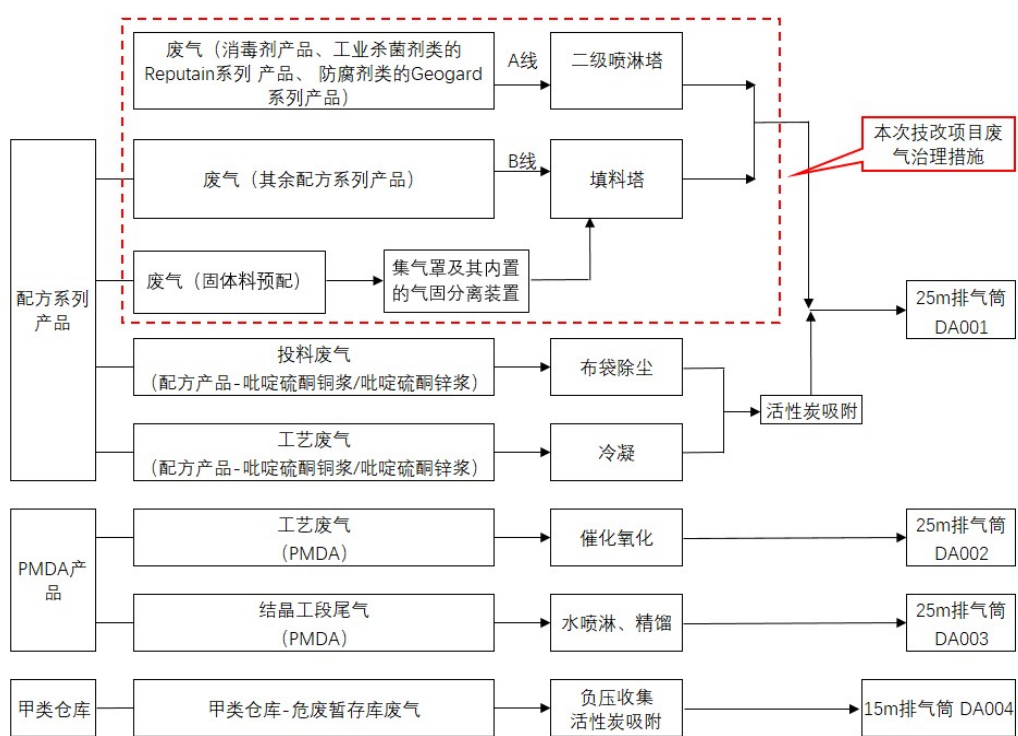 废气（消毒剂产品、工业杀菌剂类的
Reputain系列 产品、 防腐剂类的Geogard
系列产品）
A线
二级喷淋塔
本次技改项目废
气治理措施
配方系列
产品
废气（其余配方系列产品）
B线
填料塔
废气（固体料预配）
集气罩及其内置
的气固分离装置
25m排气筒
DA001
投料废气
（配方产品-吡啶硫酮铜浆/吡啶硫酮锌浆）
布袋除尘
活性炭吸附
工艺废气
（配方产品-吡啶硫酮铜浆/吡啶硫酮锌浆）
冷凝
PMDA产
品
工艺废气
（PMDA）
催化氧化
25m排气筒
DA002
结晶工段尾气
（PMDA）
水喷淋、精馏
25m排气筒
DA003
甲类仓库
甲类仓库-危废暂存库废气
负压收集
活性炭吸附
15m排气筒 DA004